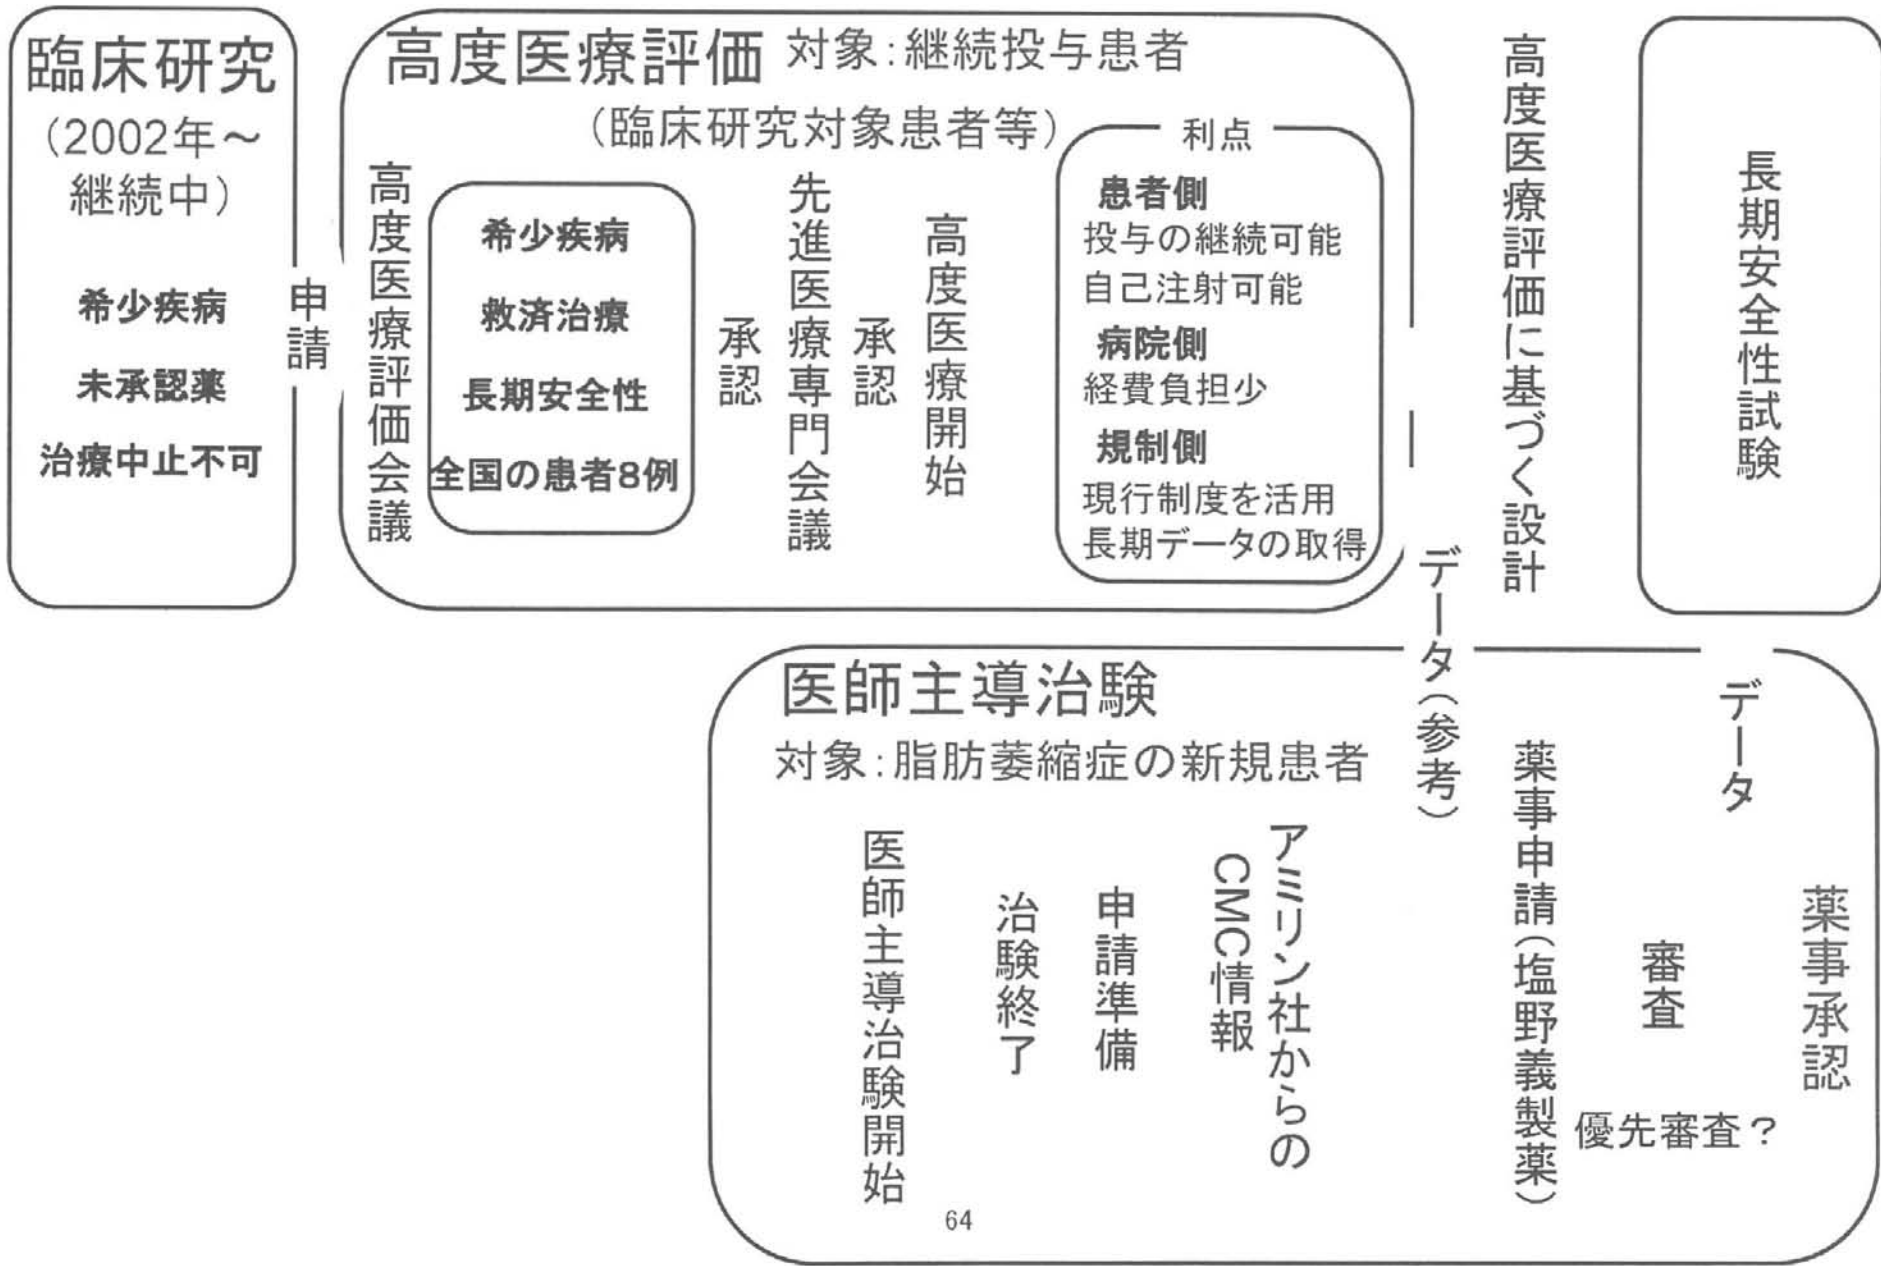 臨床研究
(2002年~
継続中)
希少疾病
未承認薬
治療中止不可
申請
高度医療評価 対象:継続投与患者
(臨床研究対象患者等)
高度医療評価会議
希少疾病
救済治療
長期安全性
全国の患者8例
承認
先進医療専門会議
承認
高度医療開始
利点
患者側
投与の継続可能
自己注射可能
病院側
経費負担少
規制側
現行制度を活用
長期データの取得
高度医療評価に基づく設計
長期安全性試験
データ(参考)
データ
医師主導治験
対象:脂肪萎縮症の新規患者
医師主導治験開始
治験終了
申請準備
アミリン社からの
CMC情報
薬事申請(塩野義製薬)
審査
優先審査?
薬事承認
64